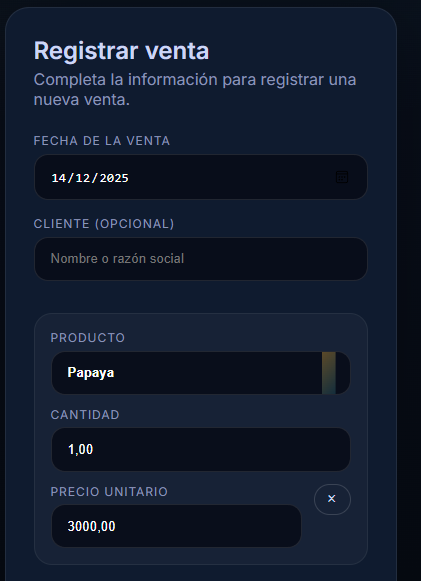 Registrar venta
Completa la información para registrar una
nueva venta.
FECHA DE LA VENTA
14/12/2025
CLIENTE (OPCIONAL)
Nombre o razón social
PRODUCTO
Papaya
CANTIDAD
1,00
PRECIO UNITARIO
×
3000,00